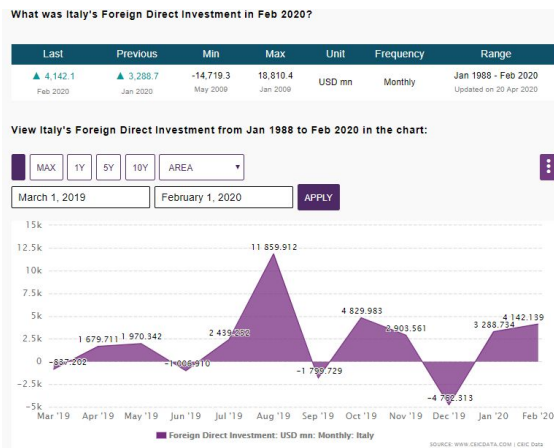 What was Italy's Foreign Direct Investment in Feb 2020?
Last Previous Min Max Unit Frequency Range
▲ 4,142.1 ▲ 3,288.7 -14,719.3 18,810.4 USD mn Monthly Jan 1988 - Feb 2020
Feb 2020 Jan 2020 May 2009 Jan 2009 Updated on 20 Apr 2020
View Italy's Foreign Direct Investment from Jan 1988 to Feb 2020 in the chart:
MAX 1Y 5Y 10Y AREA
March 1, 2019 February 1, 2020 APPLY
15k
12.5k
11 859.912
10k
7.5k
5k
4 829.983
4 142.139
3 288.734
2 903.561
2.5k
1 679.711 1 970.342
0
-1 799.729
-2.5k
-5k
Mar '19 Apr '19 May '19 Jun '19 Jul '19 Aug '19 Sep '19 Oct '19 Nov '19 Dec '19 Jan '20 Feb '20
Foreign Direct Investment: USD mn: Monthly: Italy
SOURCE: WWW.CEICDATA.COM | CEIC Data